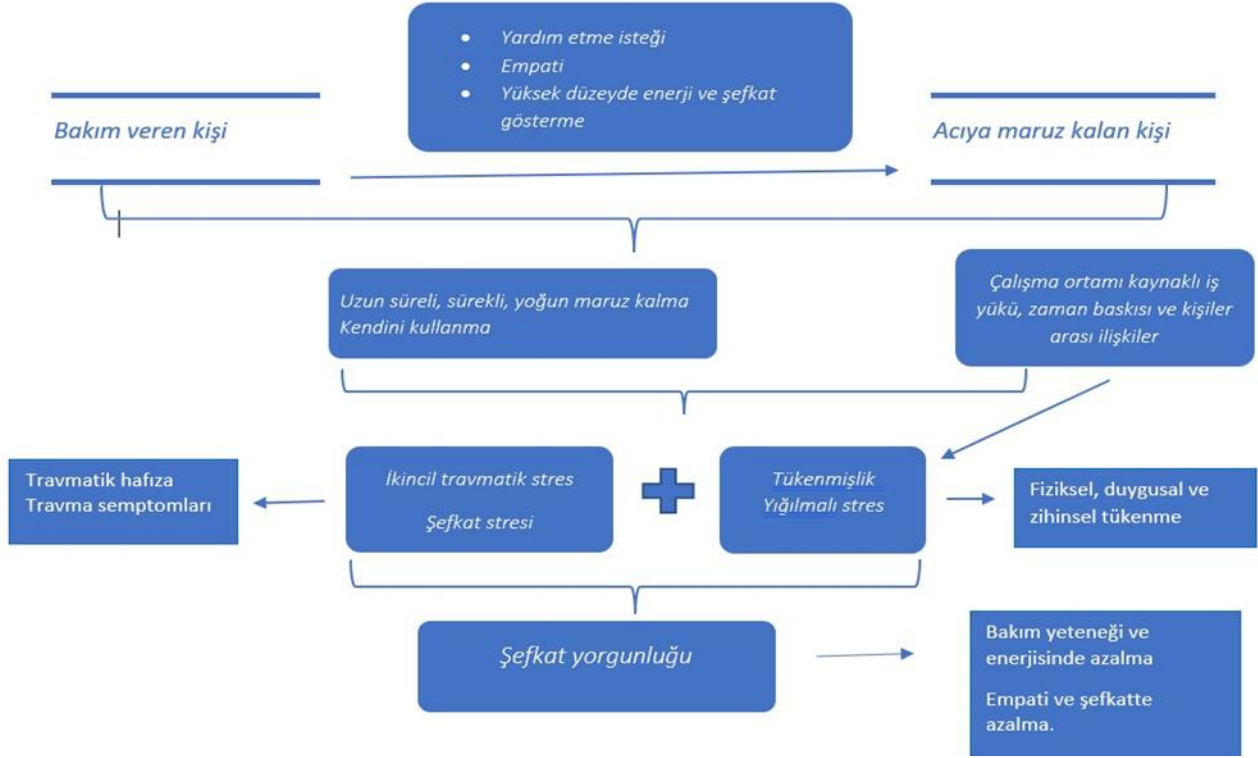 • Yardım etme isteği
• Empati
• Yüksek düzeyde enerji ve şefkat
gösterme
Bakım veren kişi
Acıya maruz kalan kişi
Uzun süreli, sürekli, yoğun maruz kalma
Kendini kullanma
Çalışma ortamı kaynaklı iş
yükü, zaman baskısı ve kişiler
arası ilişkiler
Travmatik hafıza
Travma semptomları
İkincil travmatik stres
Şefkat stresi
Tükenmişlik
Yığılmalı stres
Fiziksel, duygusal ve
zihinsel tükenme
Şefkat yorgunluğu
Bakım yeteneği ve
enerjisinde azalma
Empati ve şefkatte
azalma.